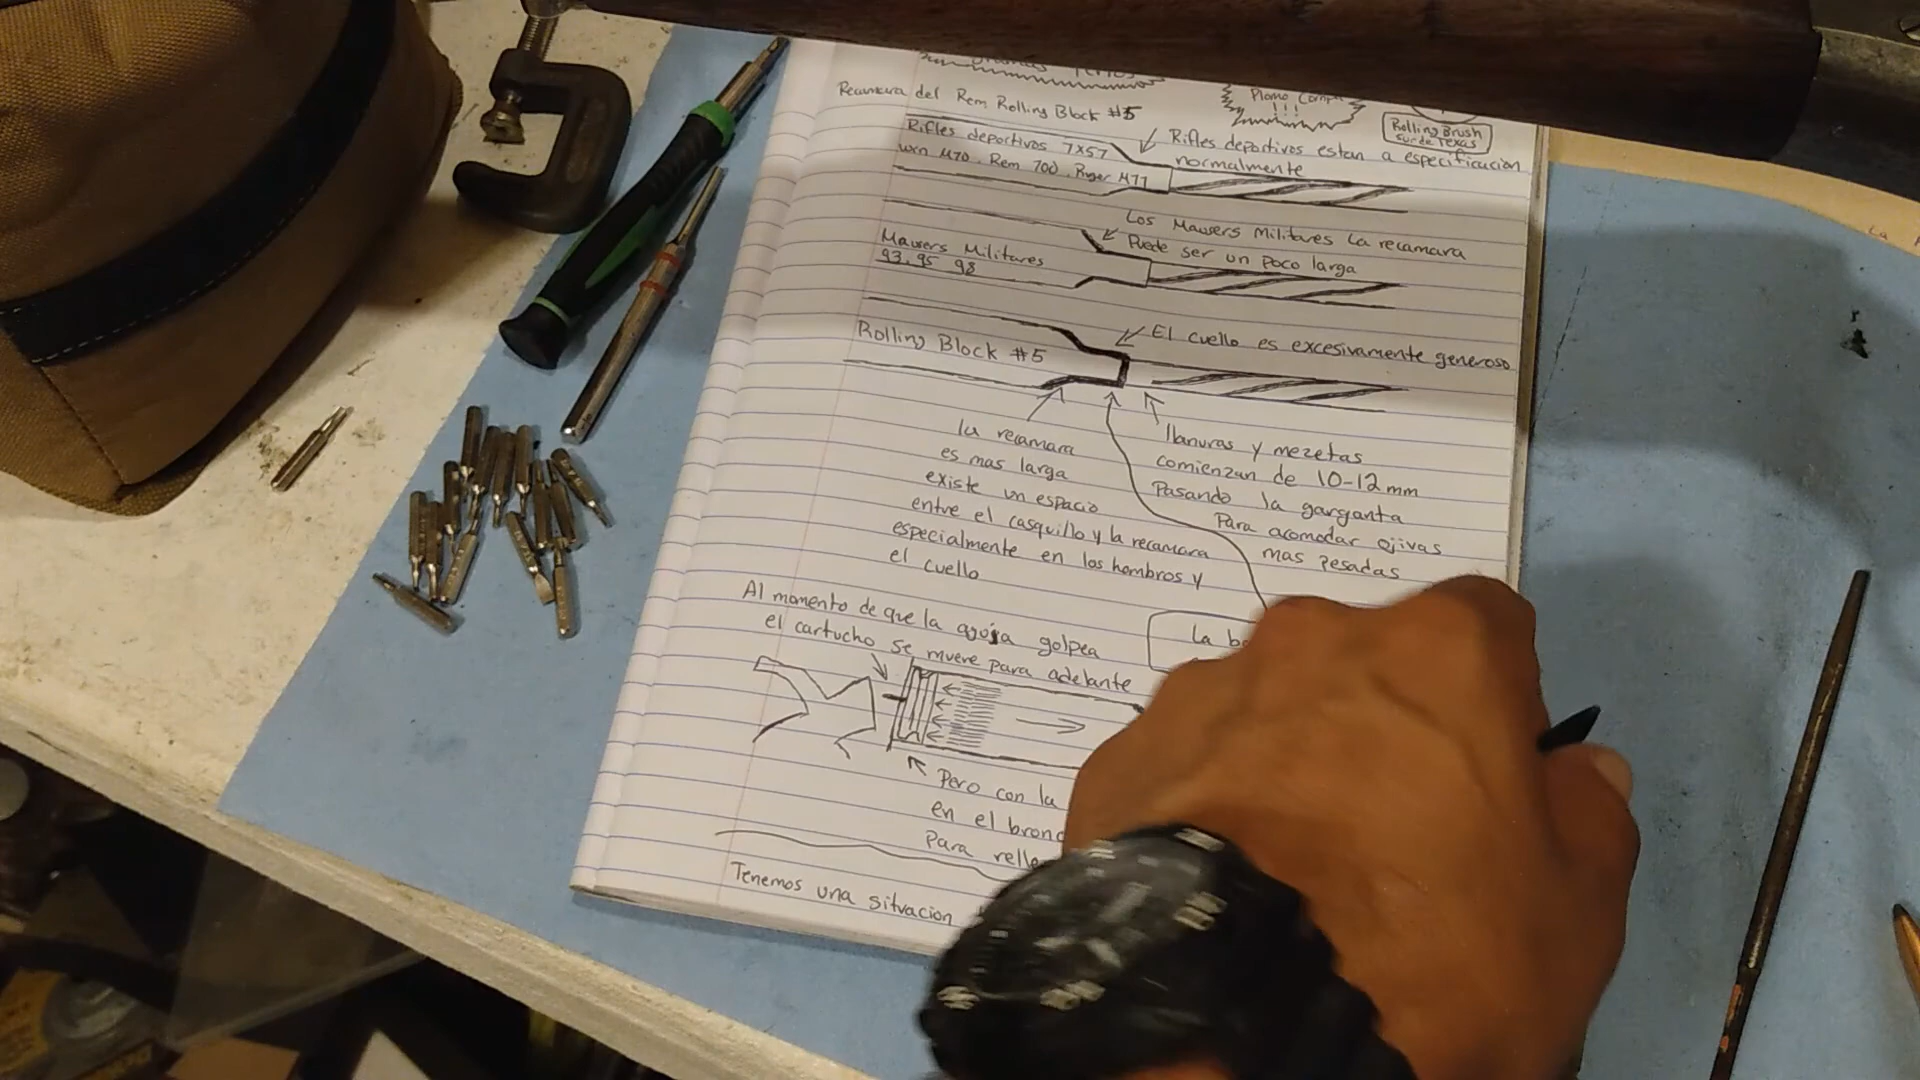 Recamara del Rem Rolling Block #5
Plomo Compa
!!!
Rolling Brush
Sur de Texas
Rifles deportivos 7x57
wxn M70, Rem 700, Ruger M77
Rifles deportivos estan a especificacion
normalmente
Los Mausers Militares La recamara
Puede ser un poco larga
Mausers Militares
93, 95 98
Rolling Block #5
El cuello es excesivamente generoso
la recamara
es mas larga
existe un espacio
entre el casquillo y la recamara
especialmente en los hombros y
el cuello
llanuras y mezetas
comienzan de 10-12mm
Pasando la garganta
Para acomodar ojivas
mas pesadas
La
Al momento de que la aguja golpea
el cartucho se mueve para adelante
Pero con la
en el
Para
Tenemos una situacion